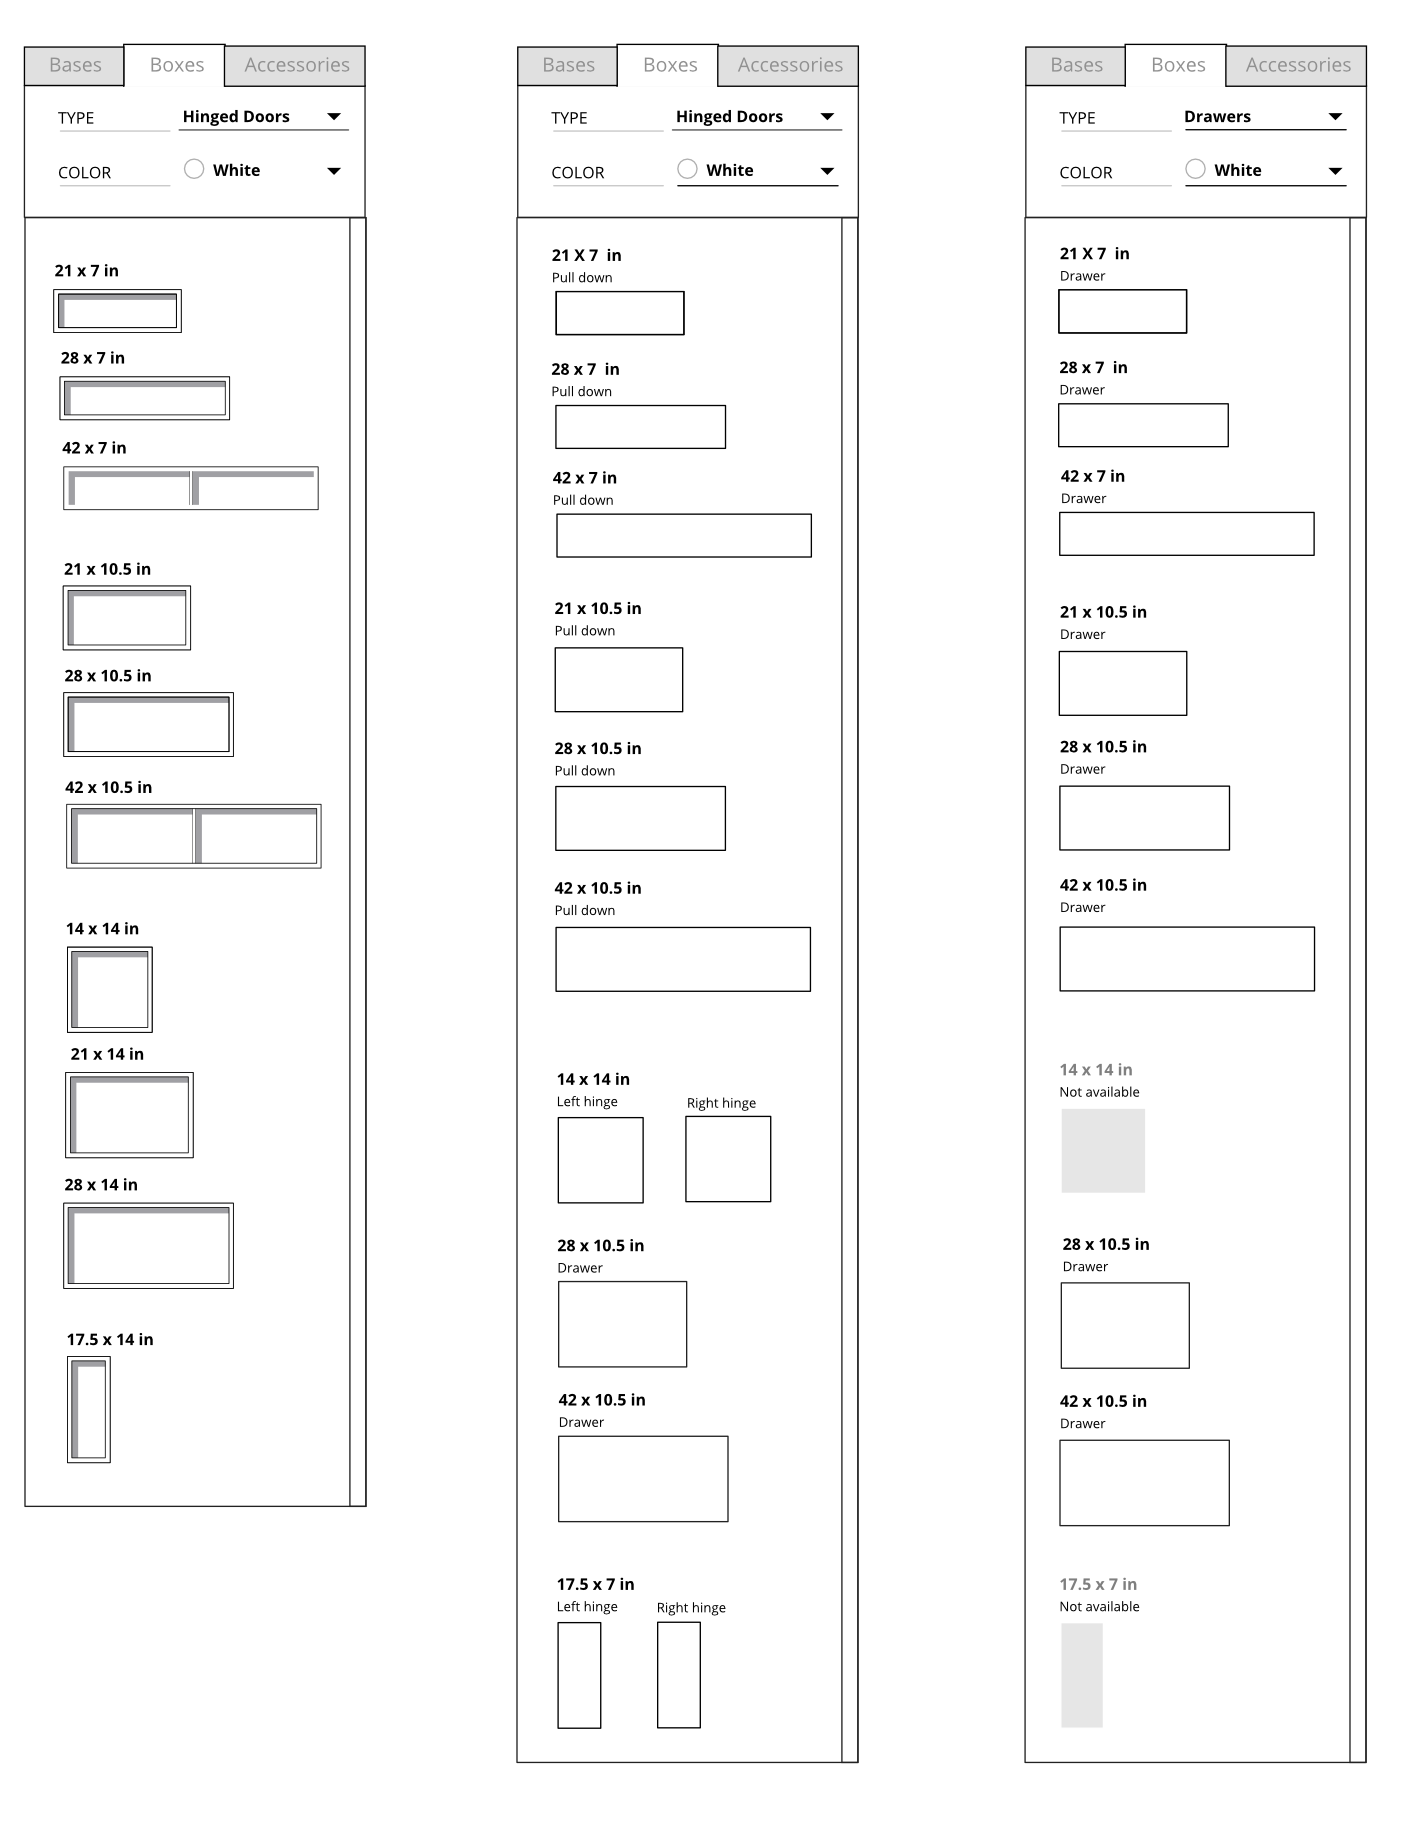 Bases Boxes Accessories
TYPE Hinged Doors
COLOR White
21 x 7 in
28 x 7 in
42 x 7 in
21 x 10.5 in
28 x 10.5 in
42 x 10.5 in
14 x 14 in
21 x 14 in
28 x 14 in
17.5 x 14 in
Bases Boxes Accessories
TYPE Hinged Doors
COLOR White
21 X 7 in
Pull down
28 x 7 in
Pull down
42 x 7 in
Pull down
21 x 10.5 in
Pull down
28 x 10.5 in
Pull down
42 x 10.5 in
Pull down
14 x 14 in
Left hinge Right hinge
28 x 10.5 in
Drawer
42 x 10.5 in
Drawer
17.5 x 7 in
Left hinge Right hinge
Bases Boxes Accessories
TYPE Drawers
COLOR White
21 X 7 in
Drawer
28 x 7 in
Drawer
42 x 7 in
Drawer
21 x 10.5 in
Drawer
28 x 10.5 in
Drawer
42 x 10.5 in
Drawer
14 x 14 in
Not available
28 x 10.5 in
Drawer
42 x 10.5 in
Drawer
17.5 x 7 in
Not available